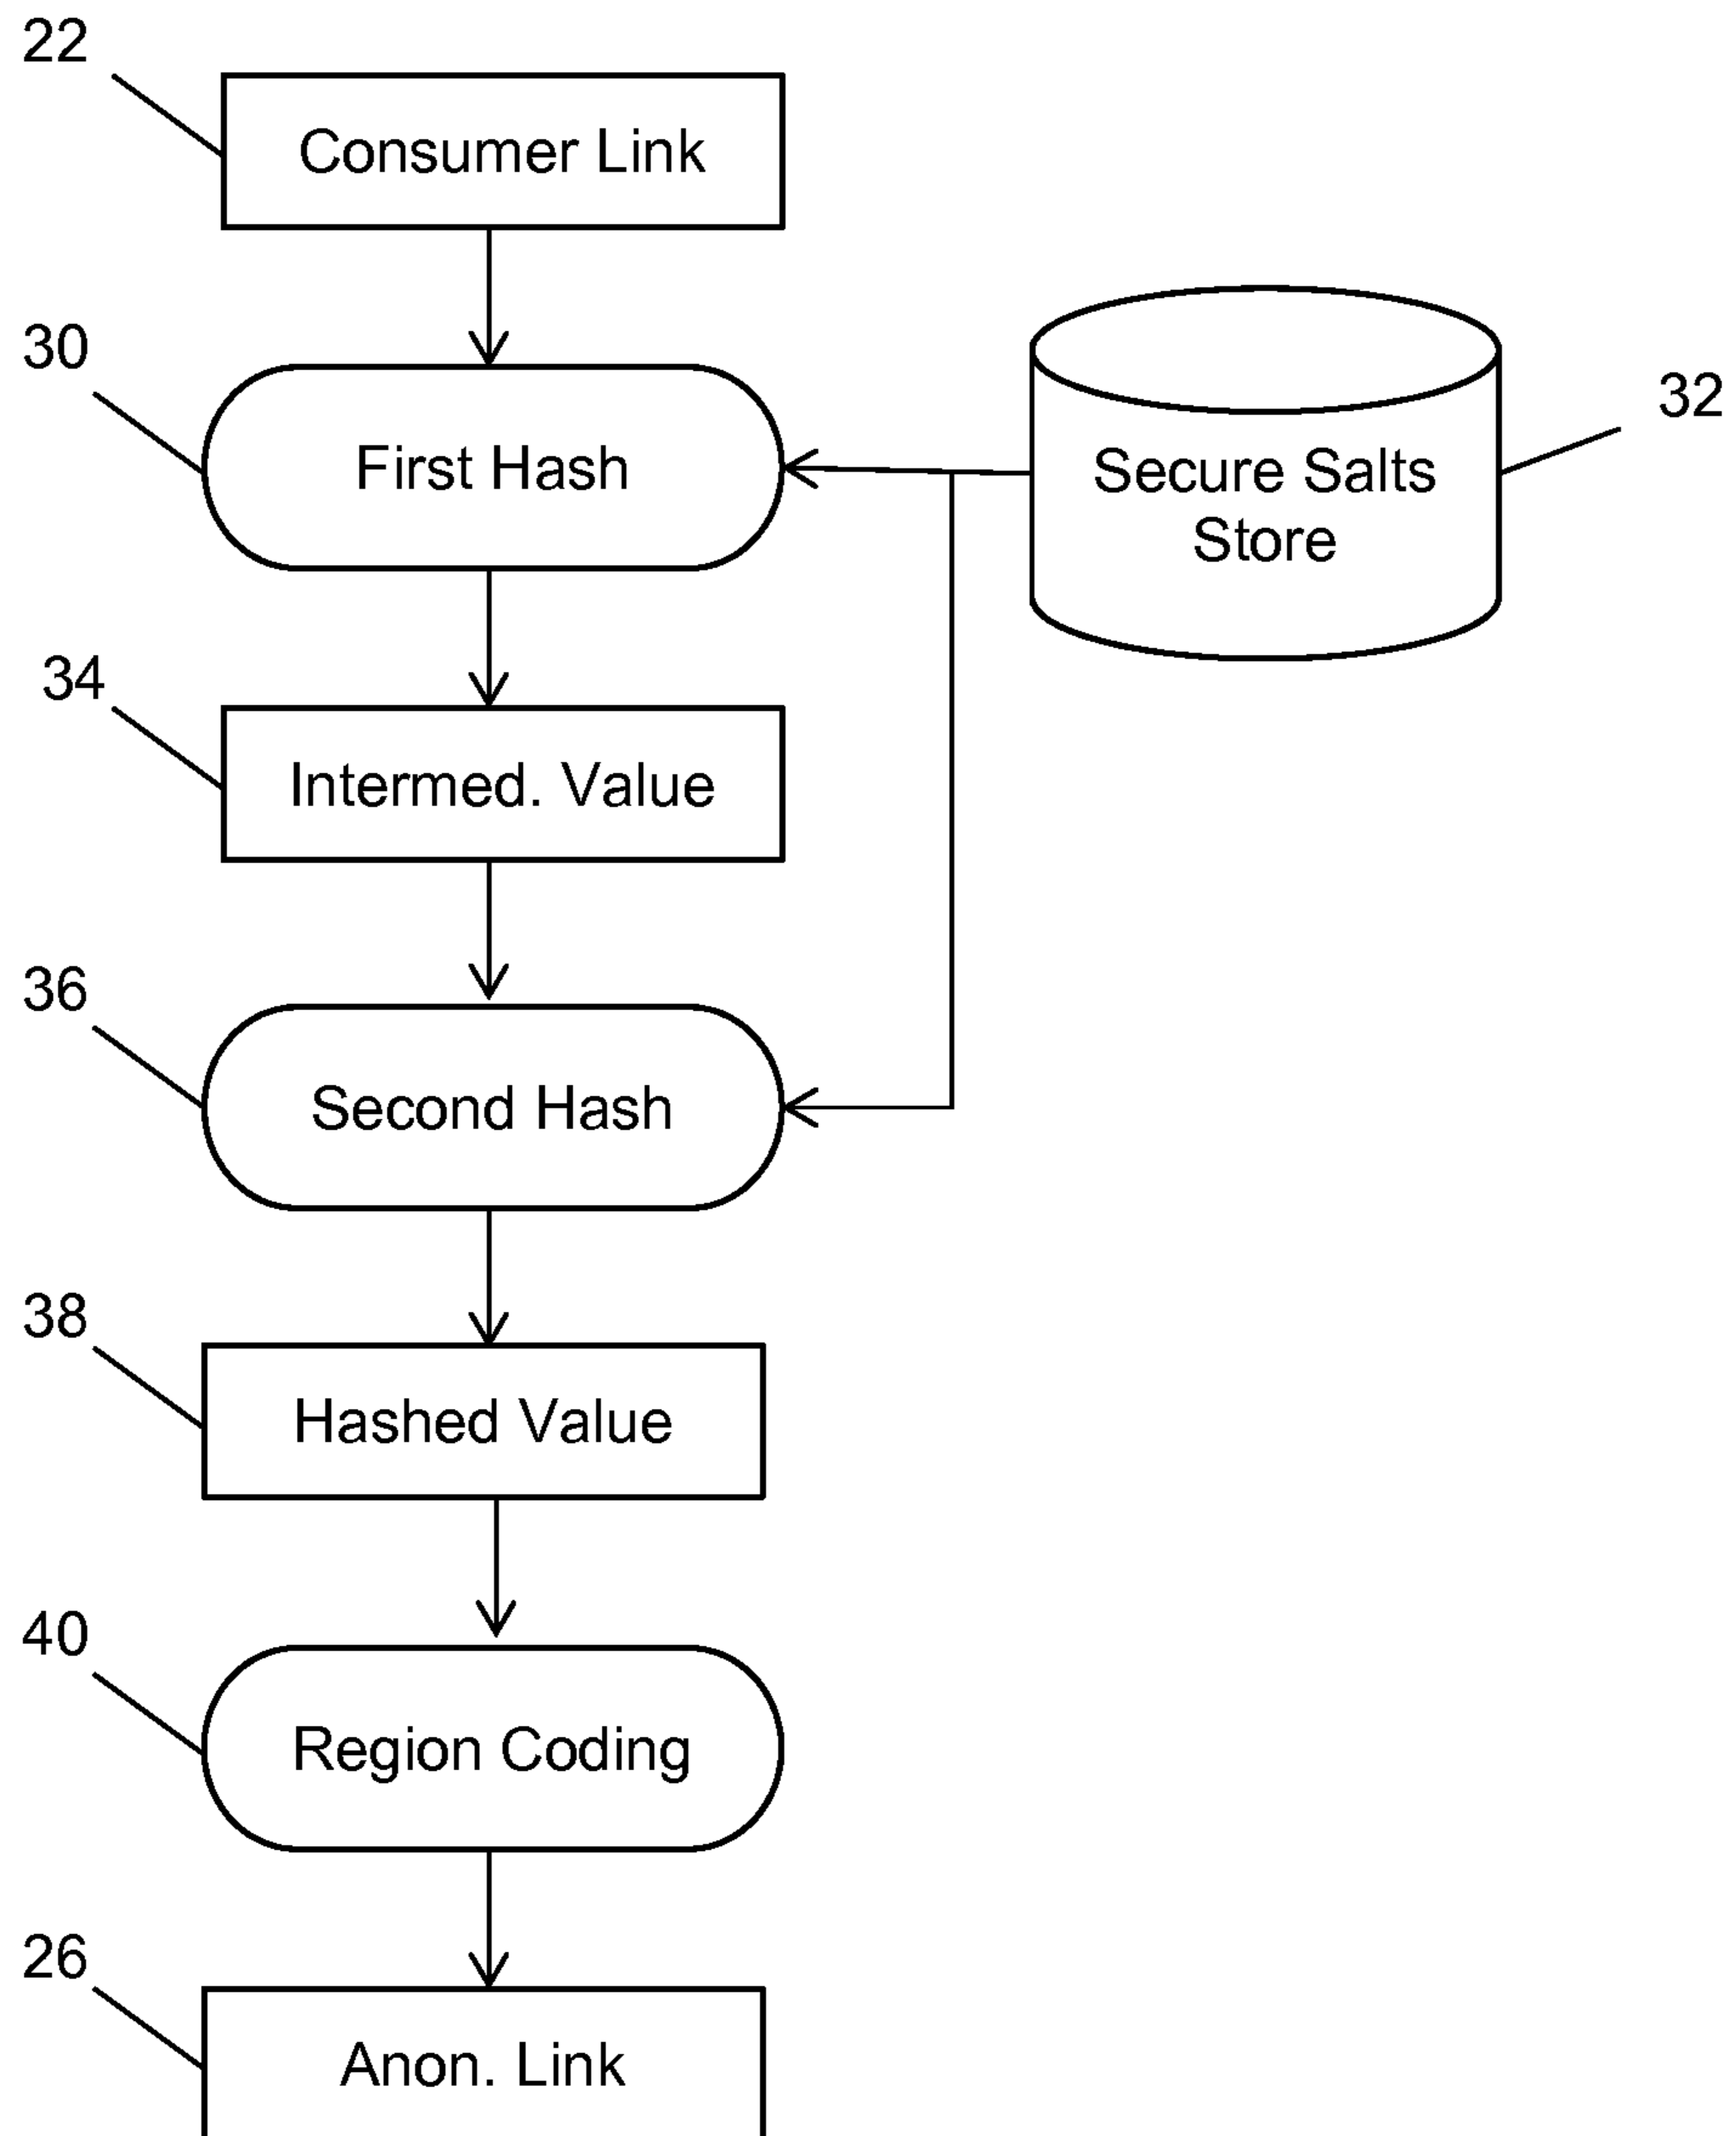 22
Consumer Link
30
First Hash
Secure Salts
Store
32
34
Intermed. Value
36
Second Hash
38
Hashed Value
40
Region Coding
26
Anon. Link